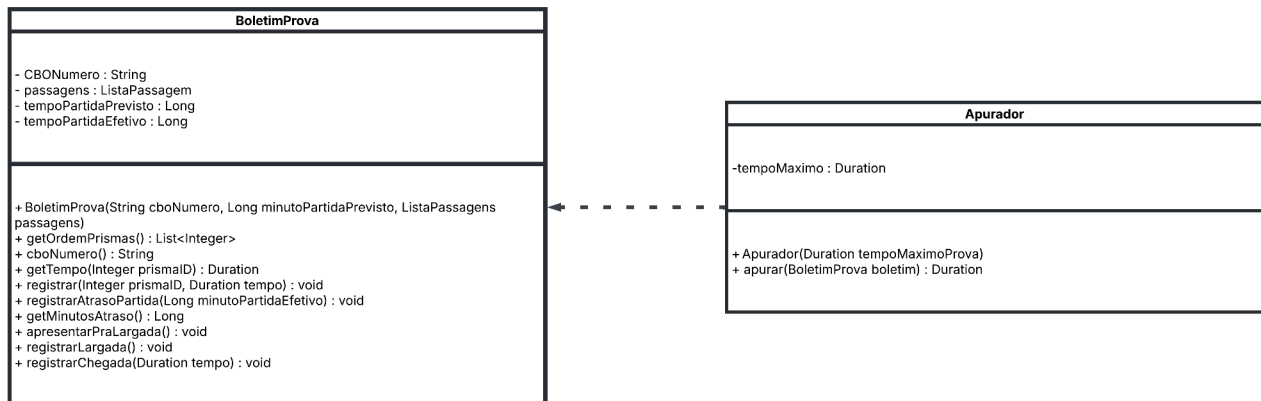 BoletimProva
- CBONumero : String
- passagens : ListaPassagem
- tempoPartidaPrevisto : Long
- tempoPartidaEfetivo : Long
+ BoletimProva(String cboNumero, Long minutoPartidaPrevisto, ListaPassagens
passagens)
+ getOrdemPrismas() : List<Integer>
+ cboNumero() : String
+ getTempo(Integer prismaID) : Duration
+ registrar(Integer prismaID, Duration tempo) : void
+ registrarAtrasoPartida(Long minutoPartidaEfetivo) : void
+ getMinutosAtraso() : Long
+ apresentarPraLargada() : void
+ registrarLargada() : void
+ registrarChegada(Duration tempo) : void
Apurador
-tempoMaximo : Duration
+ Apurador(Duration tempoMaximoProva)
+ apurar(BoletimProva boletim) : Duration